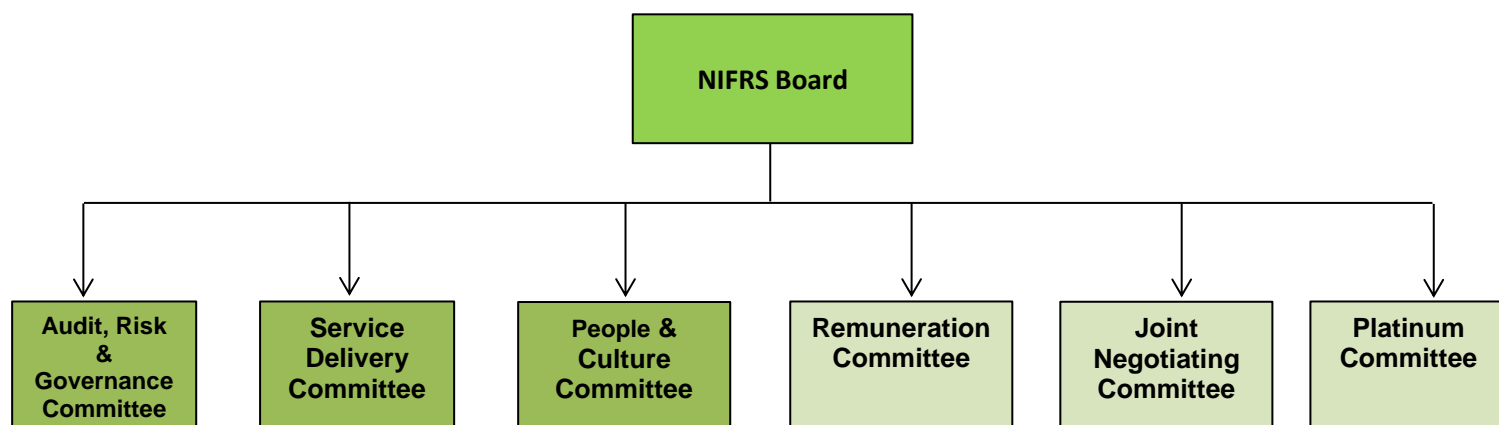 NIFRS Board
Audit, Risk
&
Governance
Committee
Service
Delivery
Committee
People &
Culture
Committee
Remuneration
Committee
Joint
Negotiating
Committee
Platinum
Committee